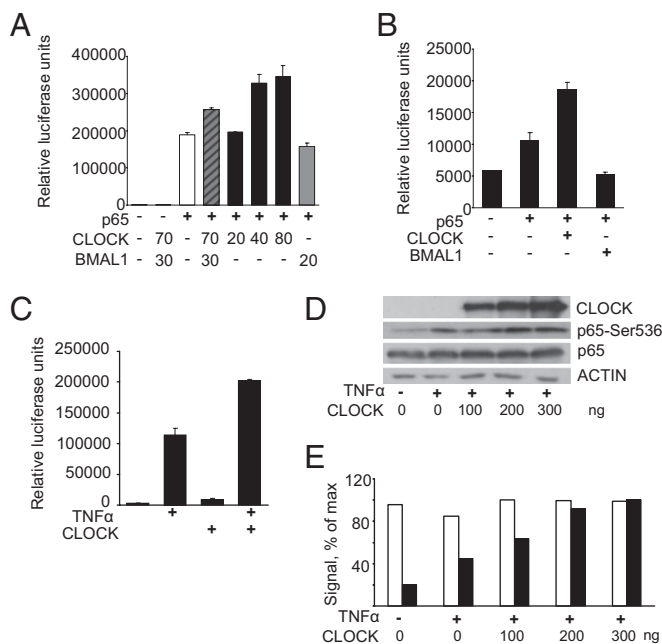 A
Relative luciferase units
400000
300000
200000
100000
0
p65 - - + + + + + +
CLOCK - 70 - 70 20 40 80 -
BMAL1 - 30 - 30 - - - 20
B
Relative luciferase units
25000
20000
15000
10000
5000
0
p65 - + + +
CLOCK - - + -
BMAL1 - - - +
C
Relative luciferase units
200000
150000
100000
50000
0
TNFα - + - +
CLOCK - - + +
D
CLOCK
p65-Ser536
p65
ACTIN
TNFα - + + + +
CLOCK 0 0 100 200 300 ng
E
Signal, % of max
120
80
40
TNFα - + + + +
CLOCK 0 0 100 200 300 ng